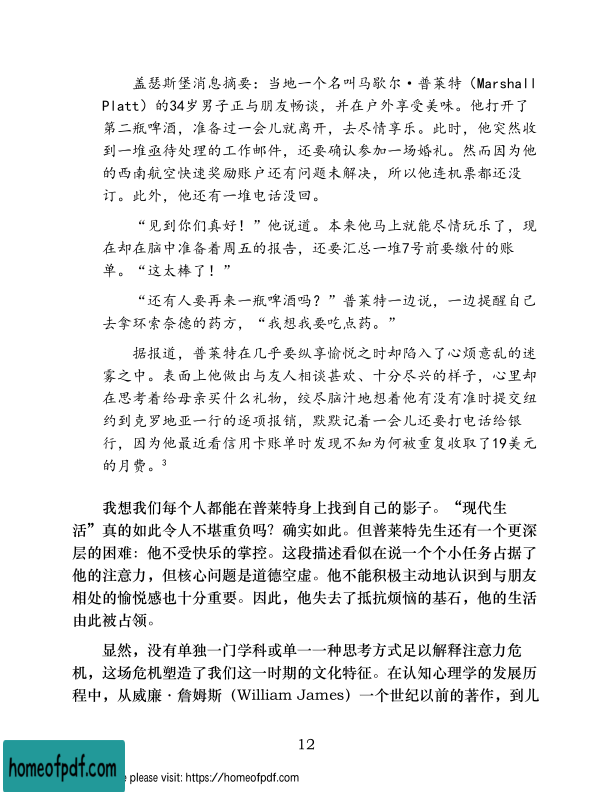 盖瑟斯堡消息摘要：当地一个名叫马歇尔·普莱特（Marshall
Platt）的34岁男子正与朋友畅谈，并在户外享受美味。他打开了
第二瓶啤酒，准备过一会儿就离开，去尽情享乐。此时，他突然收
到一堆亟待处理的工作邮件，还要确认参加一场婚礼。然而因为他
的西南航空快速奖励账户还有问题未解决，所以他连机票都还没
订。此外，他还有一堆电话没回。
“见到你们真好！”他说道。本来他马上就能尽情玩乐了，现
在却在脑中准备着周五的报告，还要汇总一堆7号前要缴付的账
单。“这太棒了！”
“还有人要再来一瓶啤酒吗？”普莱特一边说，一边提醒自己
去拿环索奈德的药方，“我想我要吃点药。”
据报道，普莱特在几乎要纵享愉悦之时却陷入了心烦意乱的迷
雾之中。表面上他做出与友人相谈甚欢、十分尽兴的样子，心里却
在思考着给母亲买什么礼物，绞尽脑汁地想着他有没有准时提交纽
约到克罗地亚一行的逐项报销，默默记着一会儿还要打电话给银
行，因为他最近看信用卡账单时发现不知为何被重复收取了19美元
的月费。3
我想我们每个人都能在普莱特身上找到自己的影子。“现代生
活”真的如此令人不堪重负吗？确实如此。但普莱特先生还有一个更深
层的困难：他不受快乐的掌控。这段描述看似在说一个个小任务占据了
他的注意力，但核心问题是道德空虚。他不能积极主动地认识到与朋友
相处的愉悦感也十分重要。因此，他失去了抵抗烦恼的基石，他的生活
由此被占领。
显然，没有单独一门学科或单一一种思考方式足以解释注意力危
机，这场危机塑造了我们这一时期的文化特征。在认知心理学的发展历
程中，从威廉·詹姆斯（William James）一个世纪以前的著作，到儿
12
homeofpdf.com
e please visit: https://homeofpdf.com